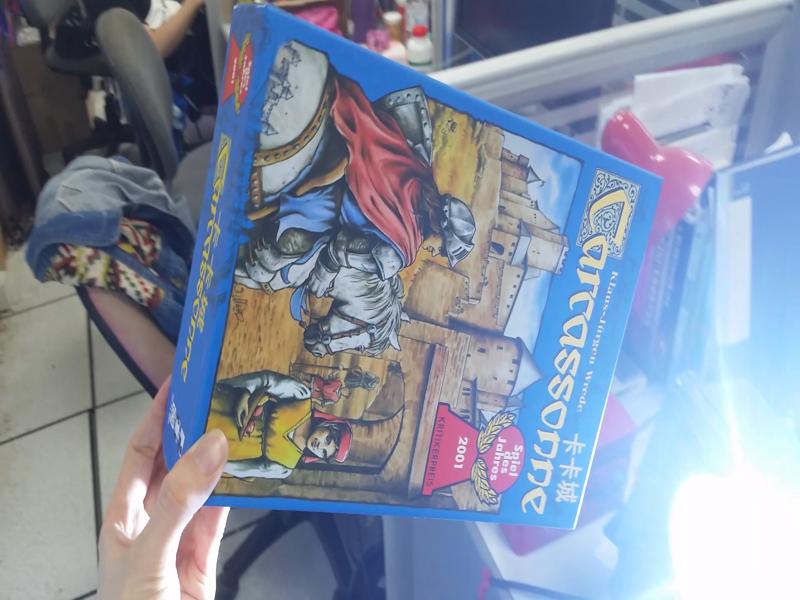 Klaus-Jürgen Wrede
Carcassonne
卡卡城
Spiel
des
Jahres
2001
KRITIKERPREIS
Carcassonne